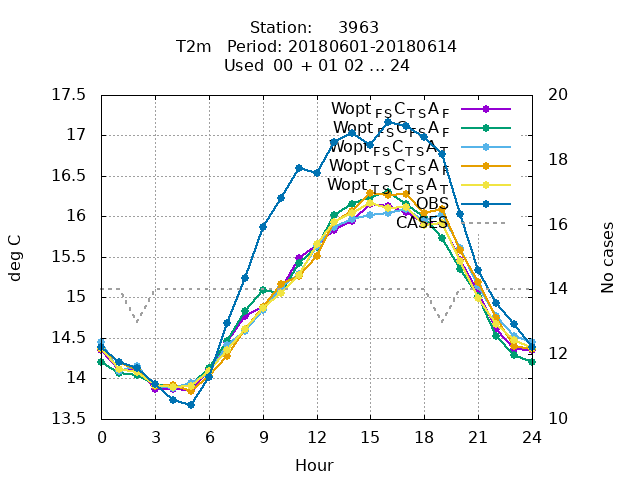 Station: 3963
T2m Period: 20180601-20180614
Used 00 + 01 02 ... 24
17.5
17
16.5
16
15.5
15
14.5
14
13.5
20
18
16
14
12
10
0 3 6 9 12 15 18 21 24
deg C
No cases
Hour
Wopt FS C TS A F
Wopt FS C FS A F
Wopt FS C TS A T
Wopt TS C TS A F
Wopt TS C TS A T
OBS
CASES